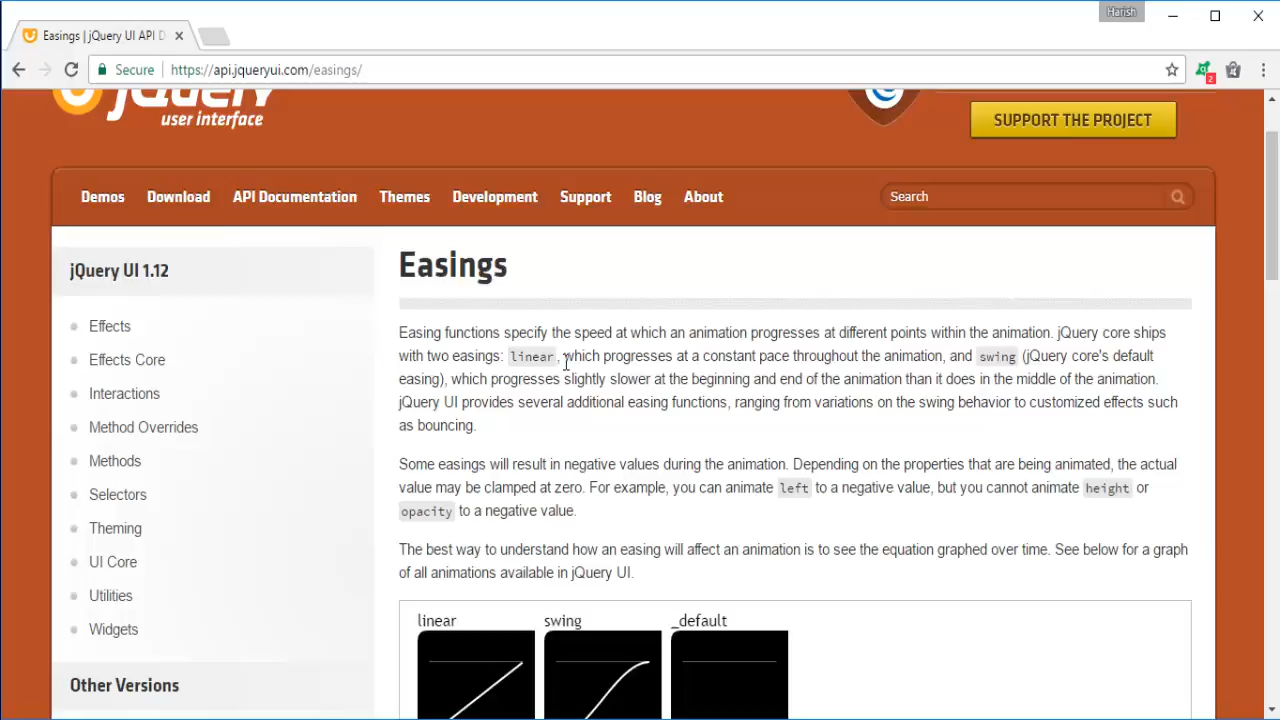 Harish
Easings | jQuery UI API D
Secure https://api.jqueryui.com/easings/
2
jQuery
user interface
SUPPORT THE PROJECT
Demos Download API Documentation Themes Development Support Blog About Search
jQuery UI 1.12
Effects
Effects Core
Interactions
Method Overrides
Methods
Selectors
Theming
UI Core
Utilities
Widgets
Other Versions
Easings
Easing functions specify the speed at which an animation progresses at different points within the animation. jQuery core ships
with two easings: linear, which progresses at a constant pace throughout the animation, and swing (jQuery core's default
easing), which progresses slightly slower at the beginning and end of the animation than it does in the middle of the animation.
jQuery UI provides several additional easing functions, ranging from variations on the swing behavior to customized effects such
as bouncing.
Some easings will result in negative values during the animation. Depending on the properties that are being animated, the actual
value may be clamped at zero. For example, you can animate left to a negative value, but you cannot animate height or
opacity to a negative value.
The best way to understand how an easing will affect an animation is to see the equation graphed over time. See below for a graph
of all animations available in jQuery UI.
linear swing _default